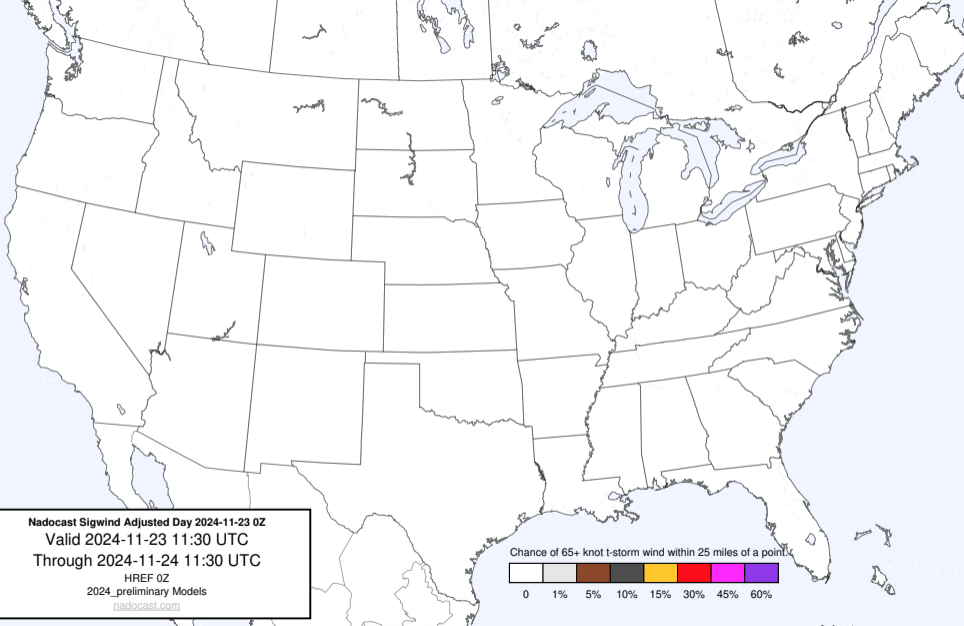 Nadocast Sigwind Adjusted Day 2024-11-23 0Z
Valid 2024-11-23 11:30 UTC
Through 2024-11-24 11:30 UTC
HREF 0Z
2024_preliminary Models
nadocast.com
Chance of 65+ knot t-storm wind within 25 miles of a point.
0 1% 5% 10% 15% 30% 45% 60%